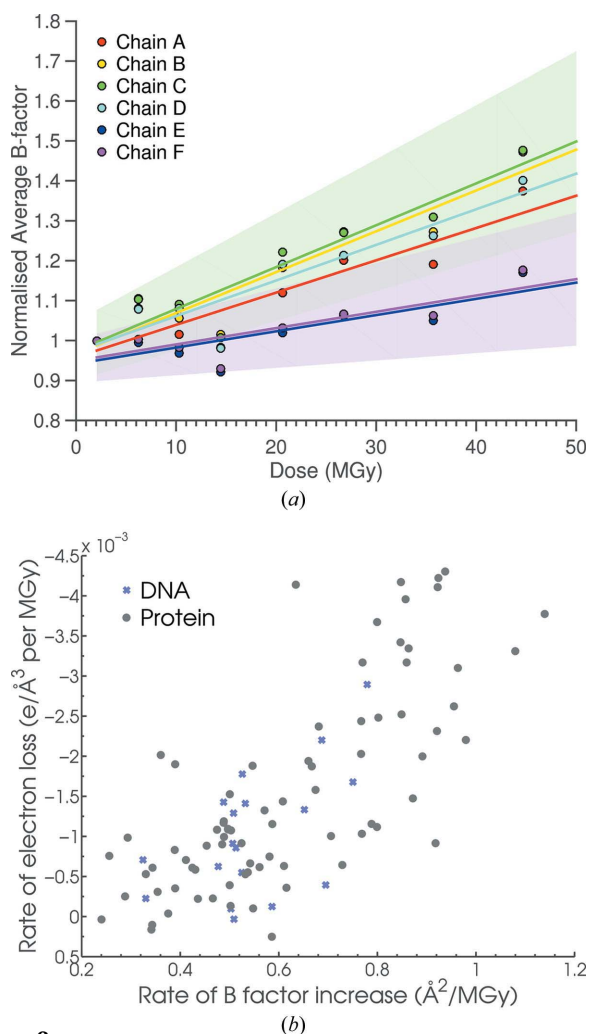 1.8
1.7
1.6
1.5
1.4
1.3
1.2
1.1
1
0.9
0.8
Normalised Average B-factor
Chain A
Chain B
Chain C
Chain D
Chain E
Chain F
0 10 20 30 40 50
Dose (MGy)
(a)
x 10⁻³
-4.5
-4
-3.5
-3
-2.5
-2
-1.5
-1
-0.5
0
0.5
Rate of electron loss (e/Å³ per MGy)
DNA
Protein
0.2 0.4 0.6 0.8 1 1.2
Rate of B factor increase (Å²/MGy)
(b)